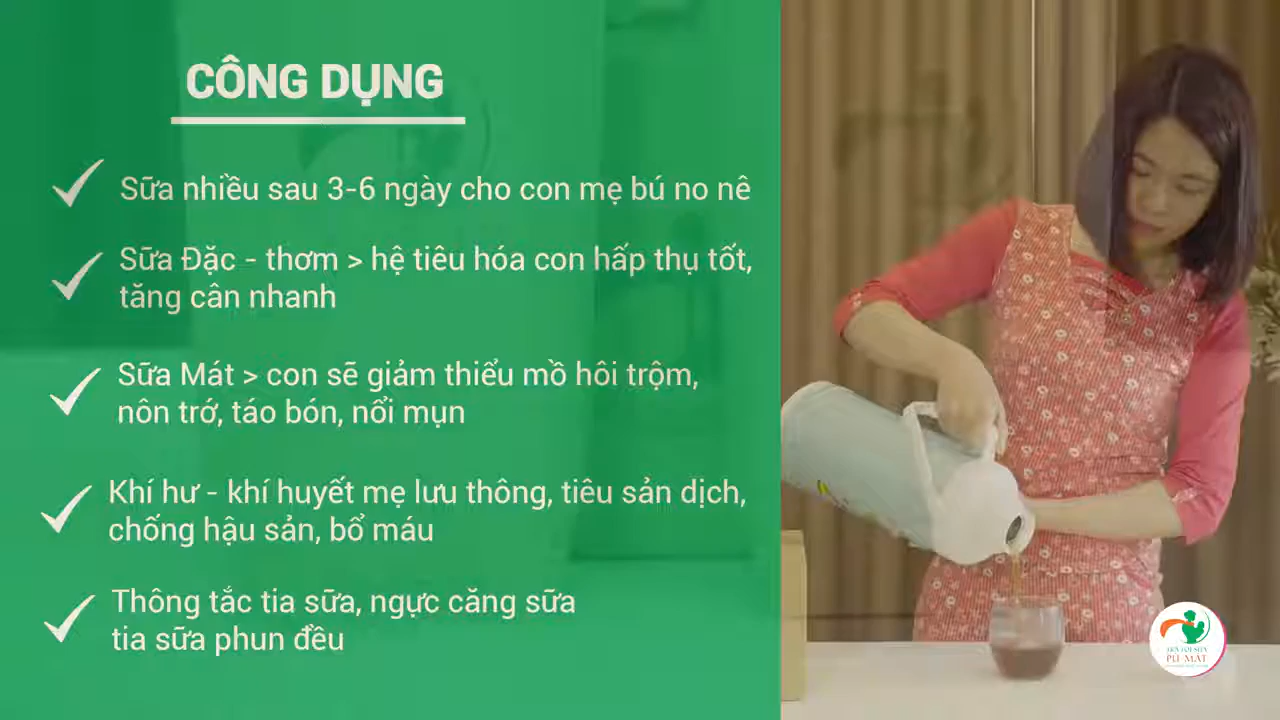 CÔNG DỤNG
Sữa nhiều sau 3-6 ngày cho con mẹ bú no nê
Sữa Đặc - thơm > hệ tiêu hóa con hấp thụ tốt,
tăng cân nhanh
Sữa Mát > con sẽ giảm thiểu mồ hôi trộm,
nôn trớ, táo bón, nổi mụn
Khí hư - khí huyết mẹ lưu thông, tiêu sản dịch,
chống hậu sản, bổ máu
Thông tắc tia sữa, ngực căng sữa
tia sữa phun đều
PÙ MÁT